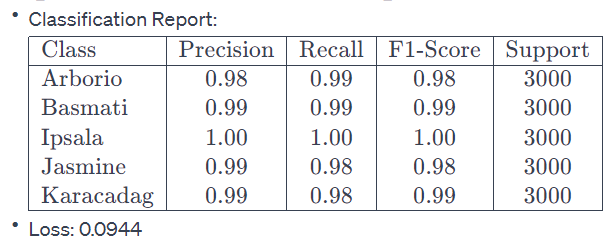 • Classification Report:
Class Precision Recall F1-Score Support
Arborio 0.98 0.99 0.98 3000
Basmati 0.99 0.99 0.99 3000
Ipsala 1.00 1.00 1.00 3000
Jasmine 0.99 0.98 0.98 3000
Karacadag 0.99 0.98 0.99 3000
• Loss: 0.0944